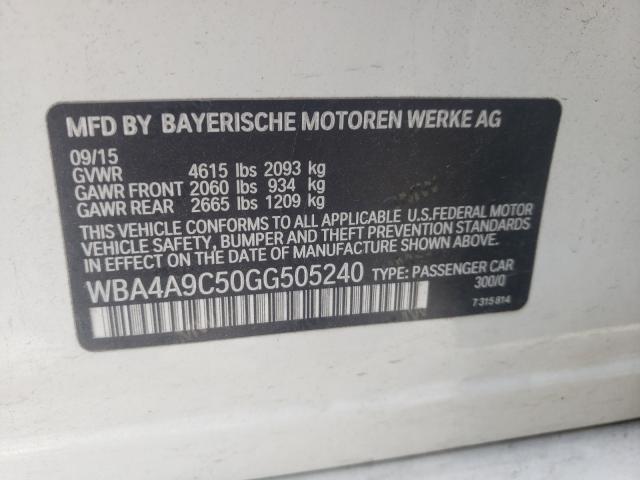 MFD BY BAYERISCHE MOTOREN WERKE AG
09/15
GVWR 4615 lbs 2093 kg
GAWR FRONT 2060 lbs 934 kg
GAWR REAR 2665 lbs 1209 kg
THIS VEHICLE CONFORMS TO ALL APPLICABLE U.S.FEDERAL MOTOR
VEHICLE SAFETY, BUMPER AND THEFT PREVENTION STANDARDS
IN EFFECT ON THE DATE OF MANUFACTURE SHOWN ABOVE.
WBA4A9C50GG505240 TYPE: PASSENGER CAR
300/0
7315814